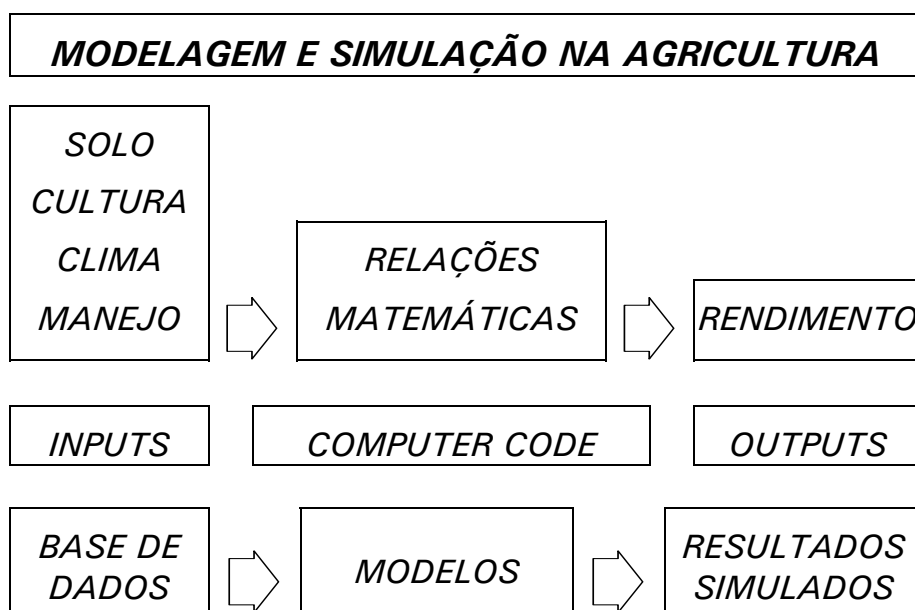 MODELAGEM E SIMULAÇÃO NA AGRICULTURA
SOLO
CULTURA
CLIMA
MANEJO
RELAÇÕES
MATEMÁTICAS
RENDIMENTO
INPUTS
COMPUTER CODE
OUTPUTS
BASE DE
DADOS
MODELOS
RESULTADOS
SIMULADOS